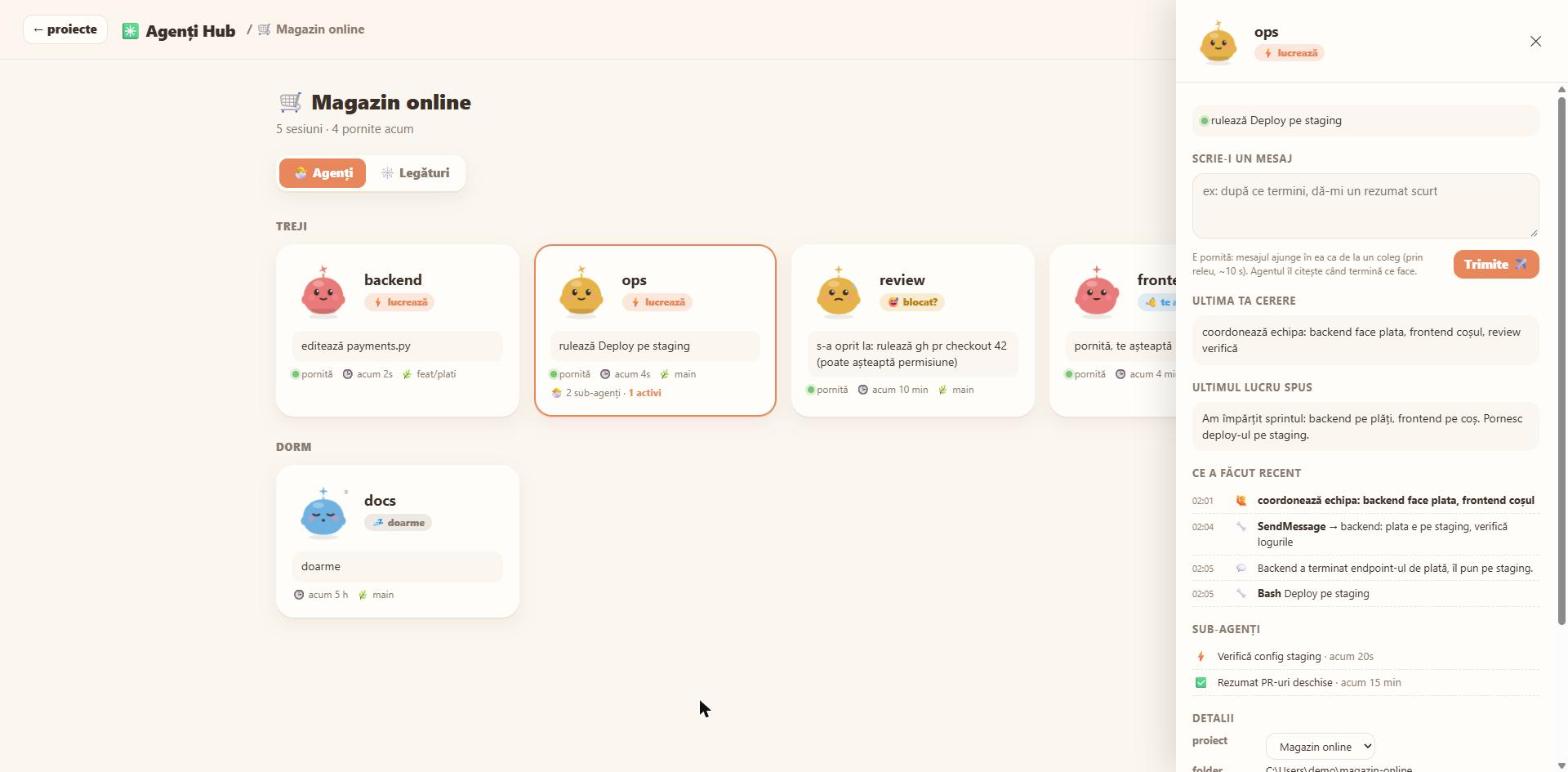 ← proiecte
Agenți Hub / Magazin online
Magazin online
5 sesiuni · 4 pornite acum
Agenți
Legături
TREJI
backend
lucrează
editează payments.py
pornită acum 2s feat/plati
ops
lucrează
rulează Deploy pe staging
pornită acum 4s main
2 sub-agenți · 1 activi
review
blocat?
s-a oprit la: rulează gh pr checkout 42
(poate așteaptă permisiune)
pornită acum 10 min main
fronte
te a
pornită, te așteaptă
pornită acum 4 mi
DORM
docs
doarme
doarme
acum 5 h main
ops
lucrează
rulează Deploy pe staging
SCRIE-I UN MESAJ
ex: după ce termini, dă-mi un rezumat scurt
E pornită: mesajul ajunge în ea ca de la un coleg (prin
releu, ~10 s). Agentul îl citește când termină ce face.
Trimite
ULTIMA TA CERERE
coordonează echipa: backend face plata, frontend coșul, review
verifică
ULTIMUL LUCRU SPUS
Am împărțit sprintul: backend pe plăți, frontend pe coș. Pornesc
deploy-ul pe staging.
CE A FĂCUT RECENT
02:01 coordonează echipa: backend face plata, frontend coșul
02:04 SendMessage → backend: plata e pe staging, verifică
logurile
02:05 Backend a terminat endpoint-ul de plată, îl pun pe staging.
02:05 Bash Deploy pe staging
SUB-AGENȚI
Verifică config staging · acum 20s
Rezumat PR-uri deschise · acum 15 min
DETALII
proiect Magazin online
folder C:\Users\demo\magazin-online